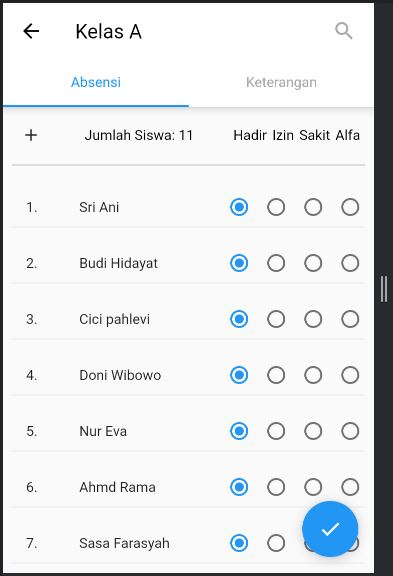 Kelas A
Absensi Keterangan
+ Jumlah Siswa: 11 Hadir Izin Sakit Alfa
1. Sri Ani
2. Budi Hidayat
3. Cici pahlevi
4. Doni Wibowo
5. Nur Eva
6. Ahmd Rama
7. Sasa Farasyah